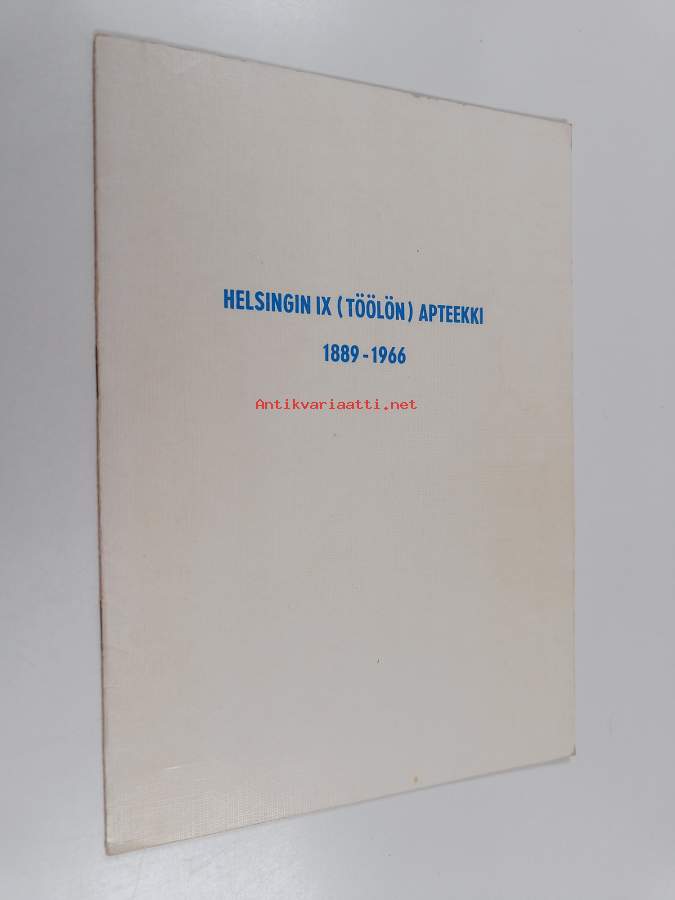 HELSINGIN IX (TÖÖLÖN) APTEEKKI
1889-1966
Antikvariaatti.net